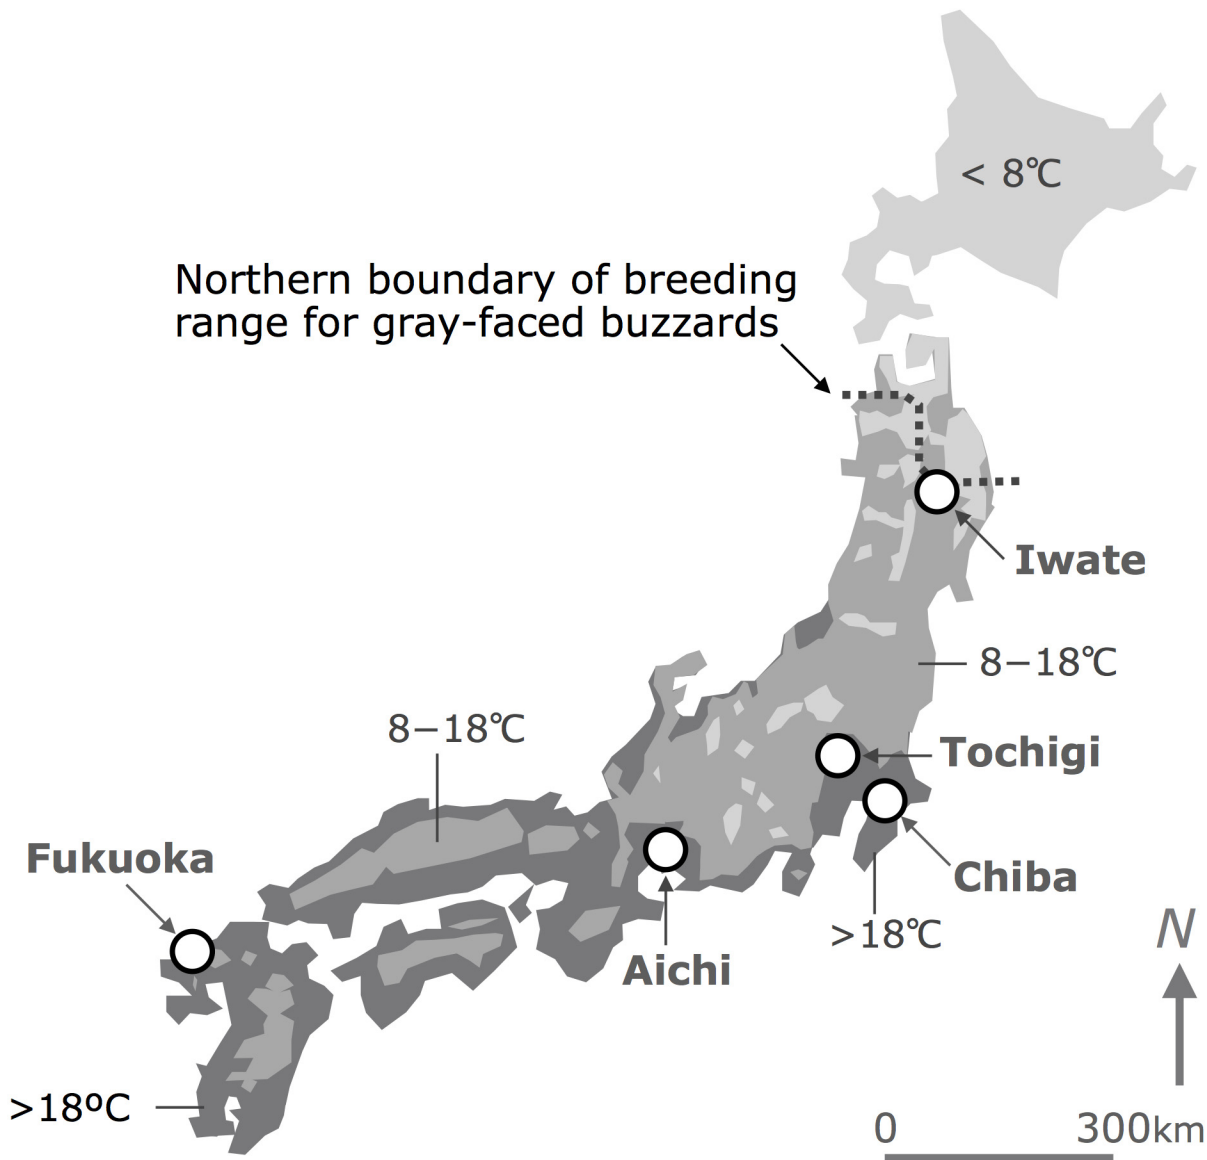 < 8℃
Northern boundary of breeding
range for gray-faced buzzards
Iwate
8−18℃
8−18℃
Tochigi
Fukuoka
Chiba
>18℃
N
Aichi
>18ºC
0 300km